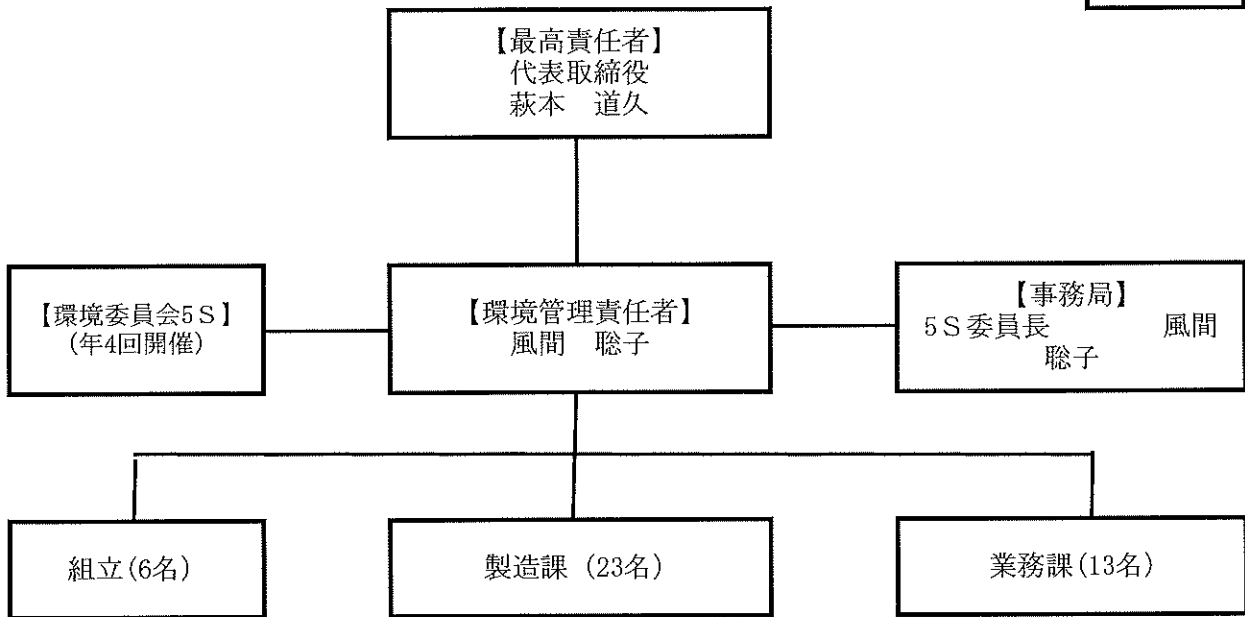 【最高責任者】
代表取締役
萩本　道久
【環境委員会5Ｓ】
(年4回開催)
【環境管理責任者】
風間　聡子
【事務局】
5Ｓ委員長　　　　風間
聡子
組立(6名)
製造課 (23名)
業務課(13名)